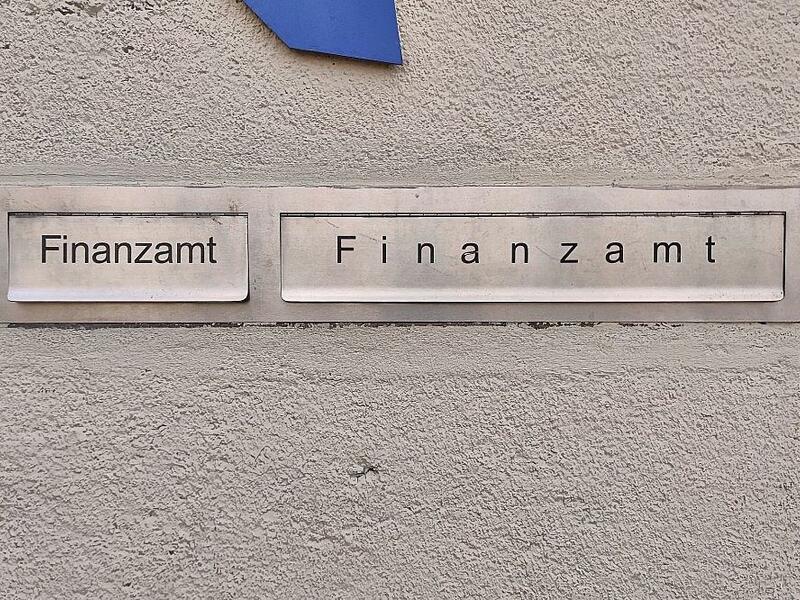 Finanzamt F i n a n z a m t